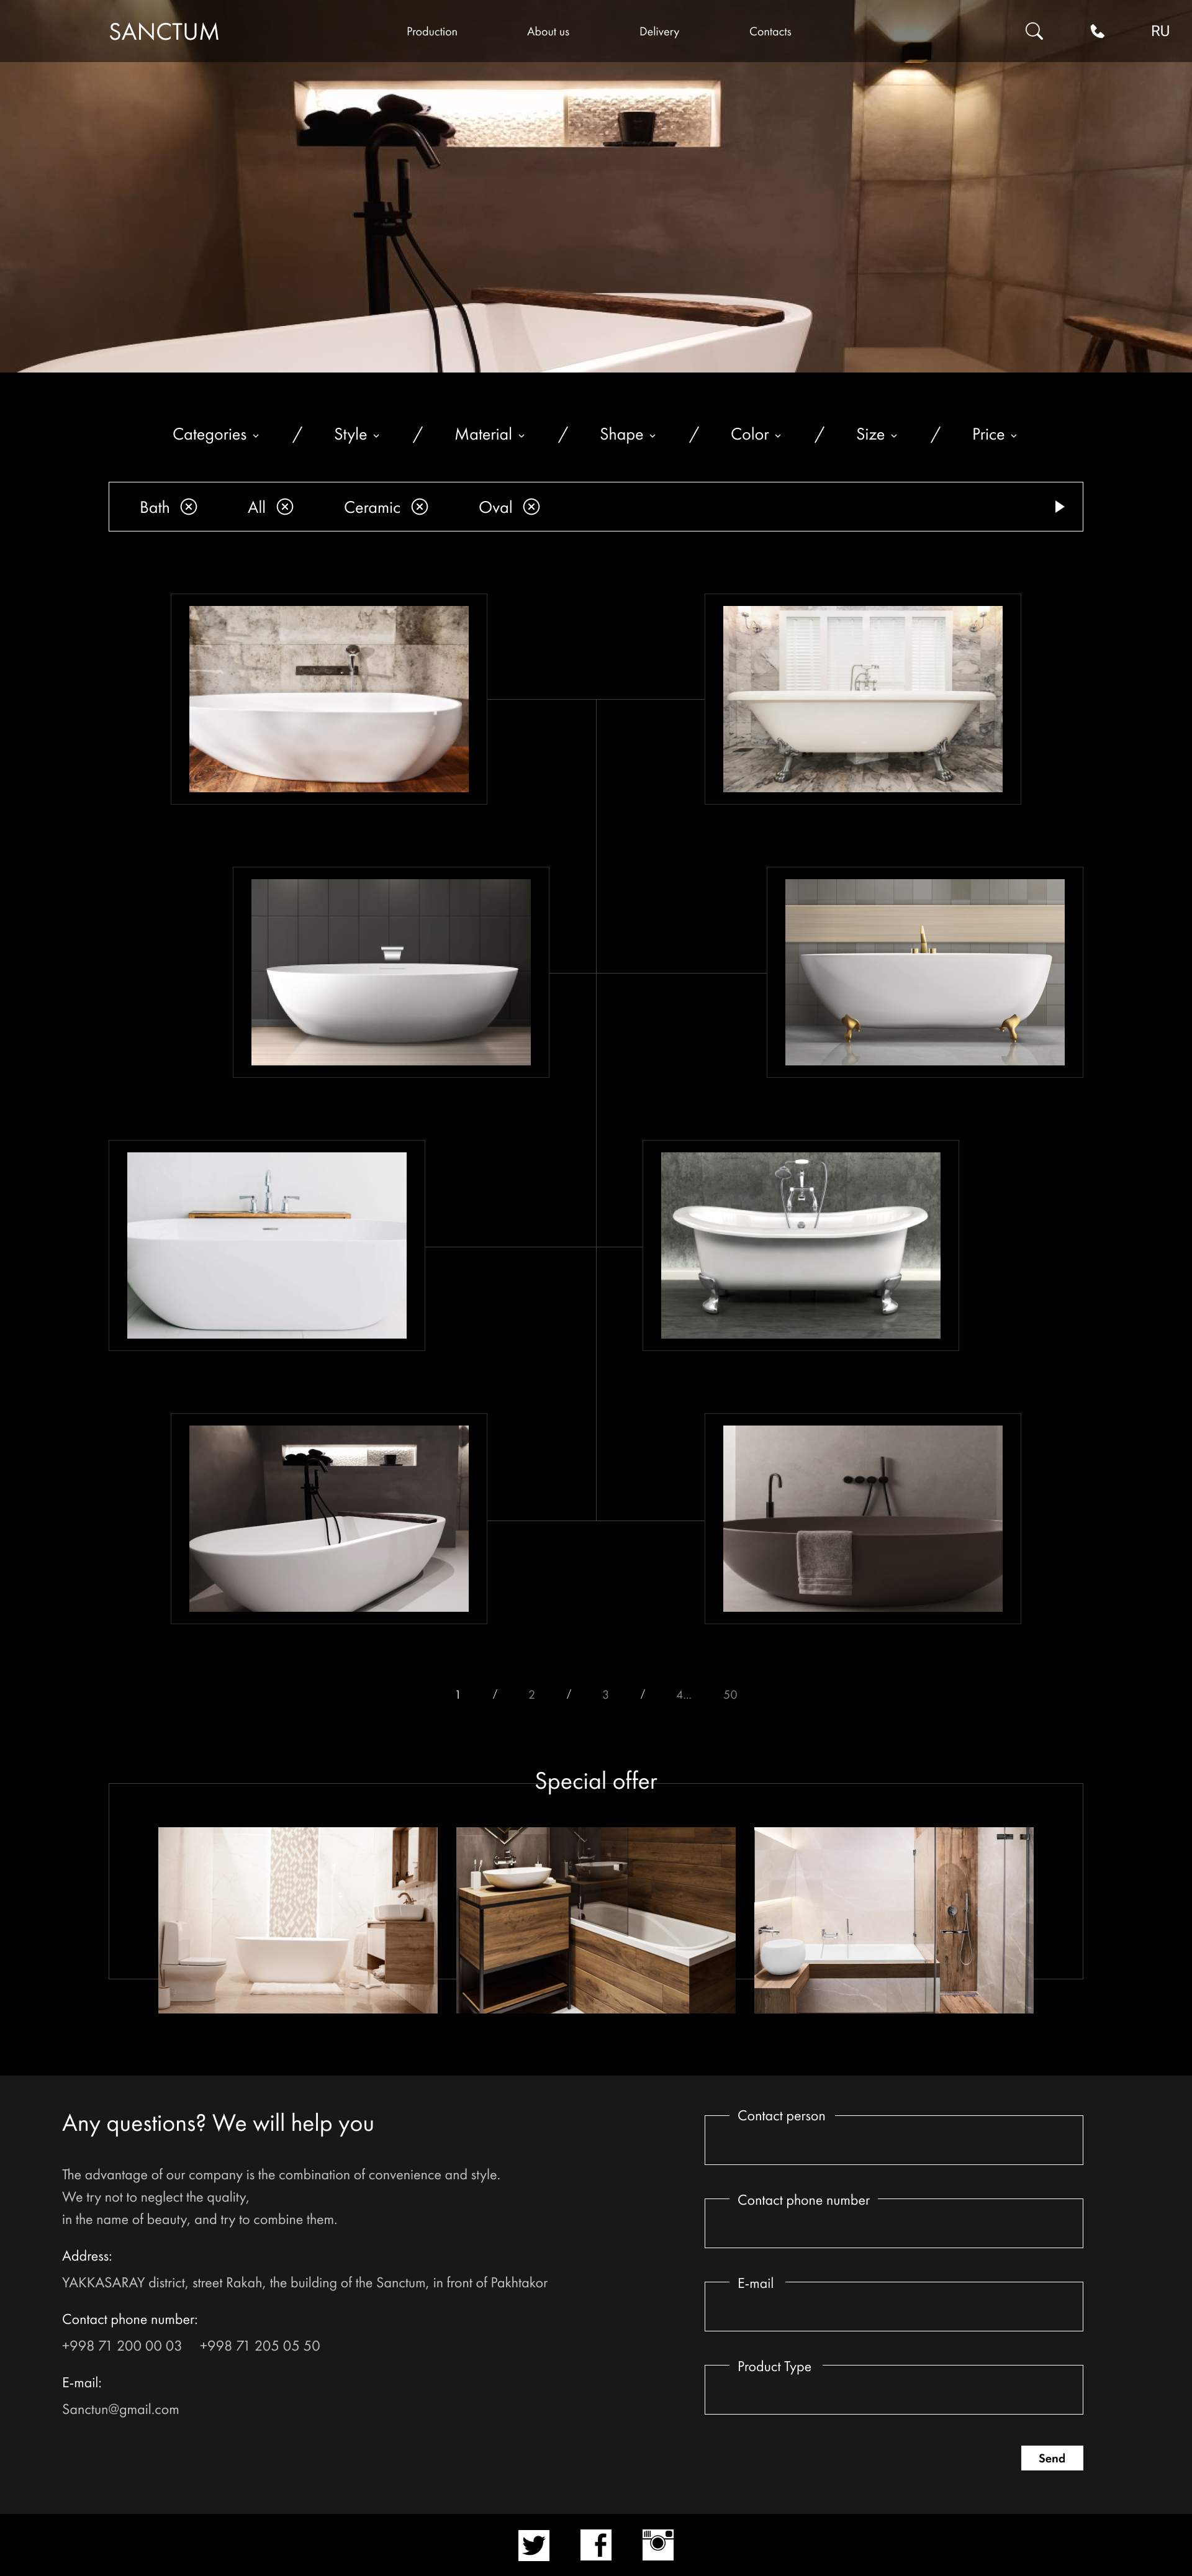 SANCTUM
Production About us Delivery Contacts RU
Categories / Style / Material / Shape / Color / Size / Price
Bath All Ceramic Oval
1 / 2 / 3 / 4... 50
Special offer
Any questions? We will help you
The advantage of our company is the combination of convenience and style.
We try not to neglect the quality,
in the name of beauty, and try to combine them.
Address:
YAKKASARAY district, street Rakah, the building of the Sanctum, in front of Pakhtakor
Contact phone number:
+998 71 200 00 03 +998 71 205 05 50
E-mail:
Sanctun@gmail.com
Contact person
Contact phone number
E-mail
Product Type
Send